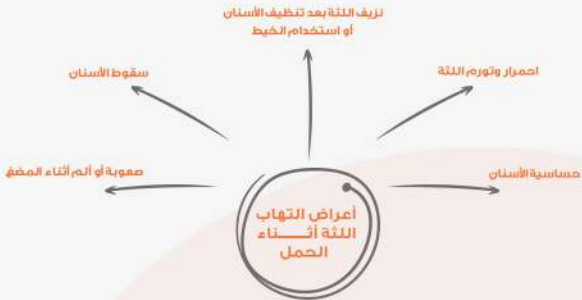 نزيف اللثة بعد تنظيف الأسنان
أو استخدام الخيط
احمرار وتورم اللثة
سقوط الأسنان
حساسية الأسنان
صعوبة أو ألم أثناء المضغ
أعراض التهاب
اللثة أثـــــناء
الحمل